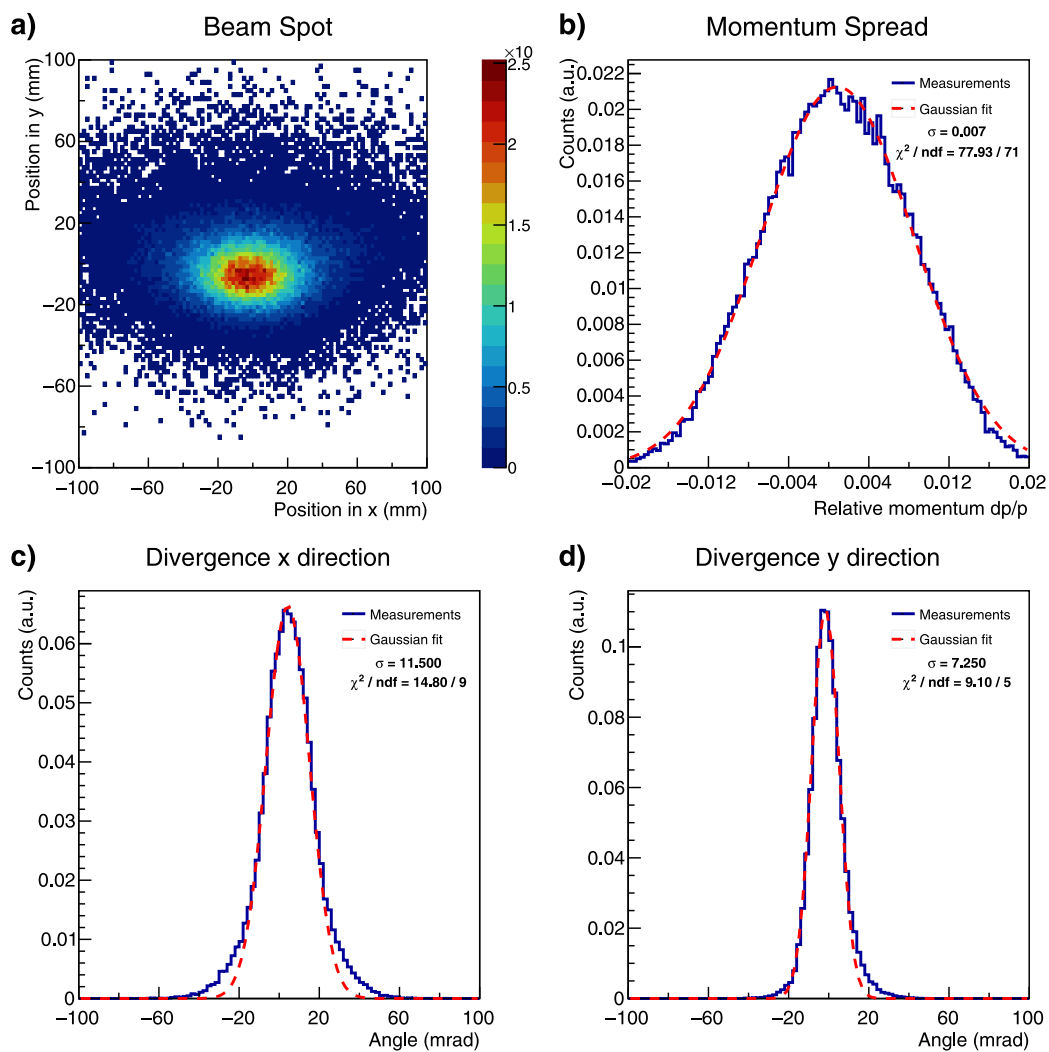 a) Beam Spot
×10
Position in y (mm)
100
60
20
−20
−60
−100
−100 −60 −20 20 60 100
Position in x (mm)
2.5
2
1.5
1
0.5
0
b) Momentum Spread
Counts (a.u.)
0.022
0.02
0.018
0.016
0.014
0.012
0.01
0.008
0.006
0.004
0.002
0
−0.02 −0.012 −0.004 0.004 0.012 0.02
Relative momentum dp/p
Measurements
Gaussian fit
σ = 0.007
χ² / ndf = 77.93 / 71
c) Divergence x direction
Counts (a.u.)
0.06
0.05
0.04
0.03
0.02
0.01
0
−100 −60 −20 20 60 100
Angle (mrad)
Measurements
Gaussian fit
σ = 11.500
χ² / ndf = 14.80 / 9
d) Divergence y direction
Counts (a.u.)
0.1
0.08
0.06
0.04
0.02
0
−100 −60 −20 20 60 100
Angle (mrad)
Measurements
Gaussian fit
σ = 7.250
χ² / ndf = 9.10 / 5